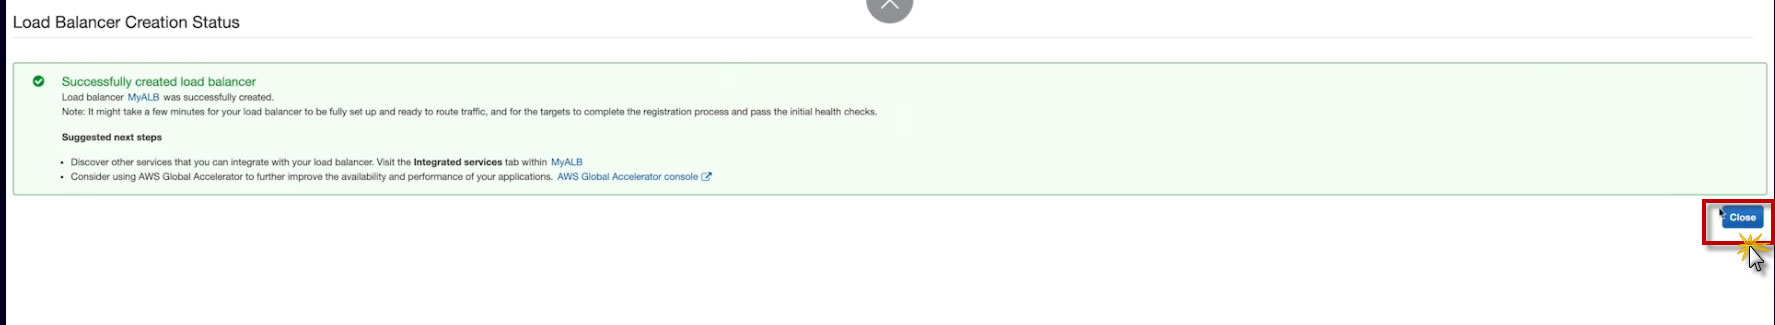 Load Balancer Creation Status
Successfully created load balancer
Load balancer MyALB was successfully created.
Note: It might take a few minutes for your load balancer to be fully set up and ready to route traffic, and for the targets to complete the registration process and pass the initial health checks.
Suggested next steps
• Discover other services that you can integrate with your load balancer. Visit the Integrated services tab within MyALB
• Consider using AWS Global Accelerator to further improve the availability and performance of your applications. AWS Global Accelerator console
Close